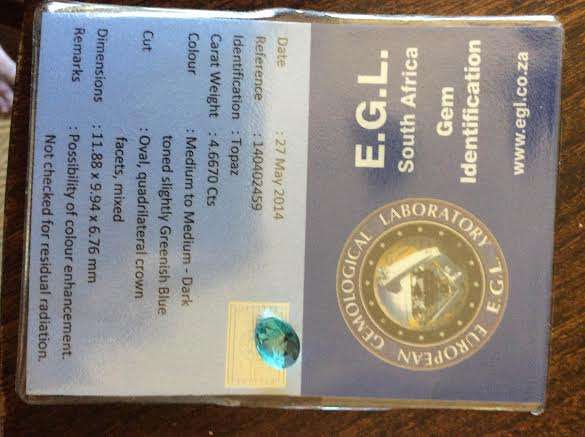 E.G.L.
South Africa
Gem
Identification
www.egl.co.za
EUROPEAN GEMOLOGICAL LABORATORY
E.G.L.
Date : 27 May 2014
Reference : 140402459
Identification : Topaz
Carat Weight : 4.6670 Cts
Colour : Medium to Medium - Dark
toned slightly Greenish Blue
Cut : Oval, quadrilateral crown
facets, mixed
Dimensions : 11.88 x 9.94 x 6.76 mm
Remarks : Possibility of colour enhancement.
Not checked for residual radiation.